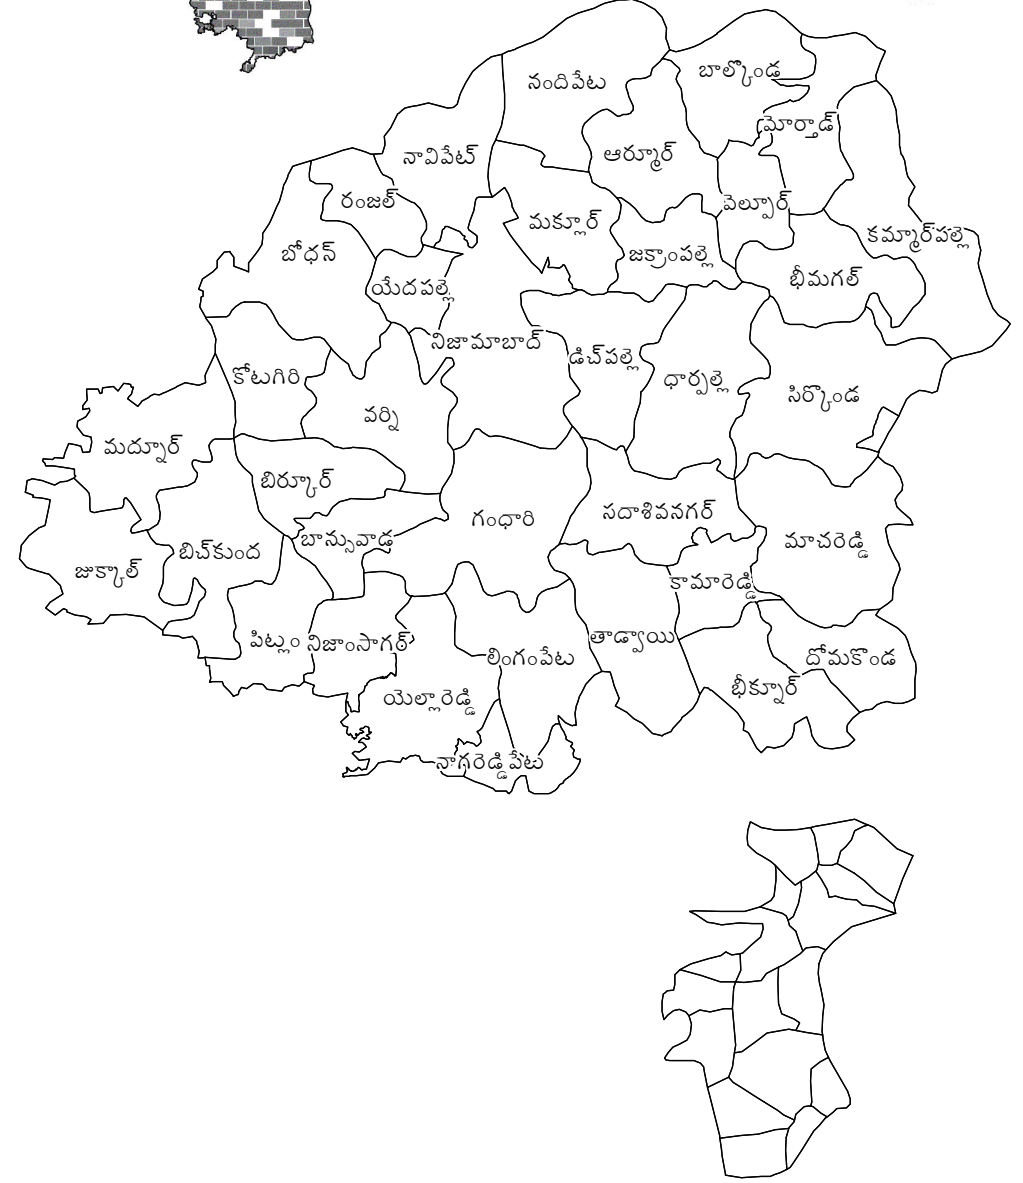 బాల్కొండ
నందిపేట
మోర్తాడ్
ఆర్మూర్
నావిపేట్
రంజల్
వెల్పూర్
మక్లూర్
కమ్మార్‌పల్లె
బోధన్
జక్రాంపల్లె
భీమగల్
యేదపల్లె
నిజామాబాద్
డిచ్‌పల్లె
కోటగిరి
ధార్పల్లె
సిర్కొండ
వర్ని
మద్నూర్
బిర్కూర్
గంధారి
సదాశివనగర్
బాన్సువాడ
మాచరెడ్డి
బిచ్‌కుంద
జుక్కాల్
కామారెడ్డి
పిట్లం
నిజాంసాగర్
తాడ్వాయి
లింగంపేట
దోమకొండ
భీక్నూర్
యెల్లారెడ్డి
నాగరెడ్డిపేట